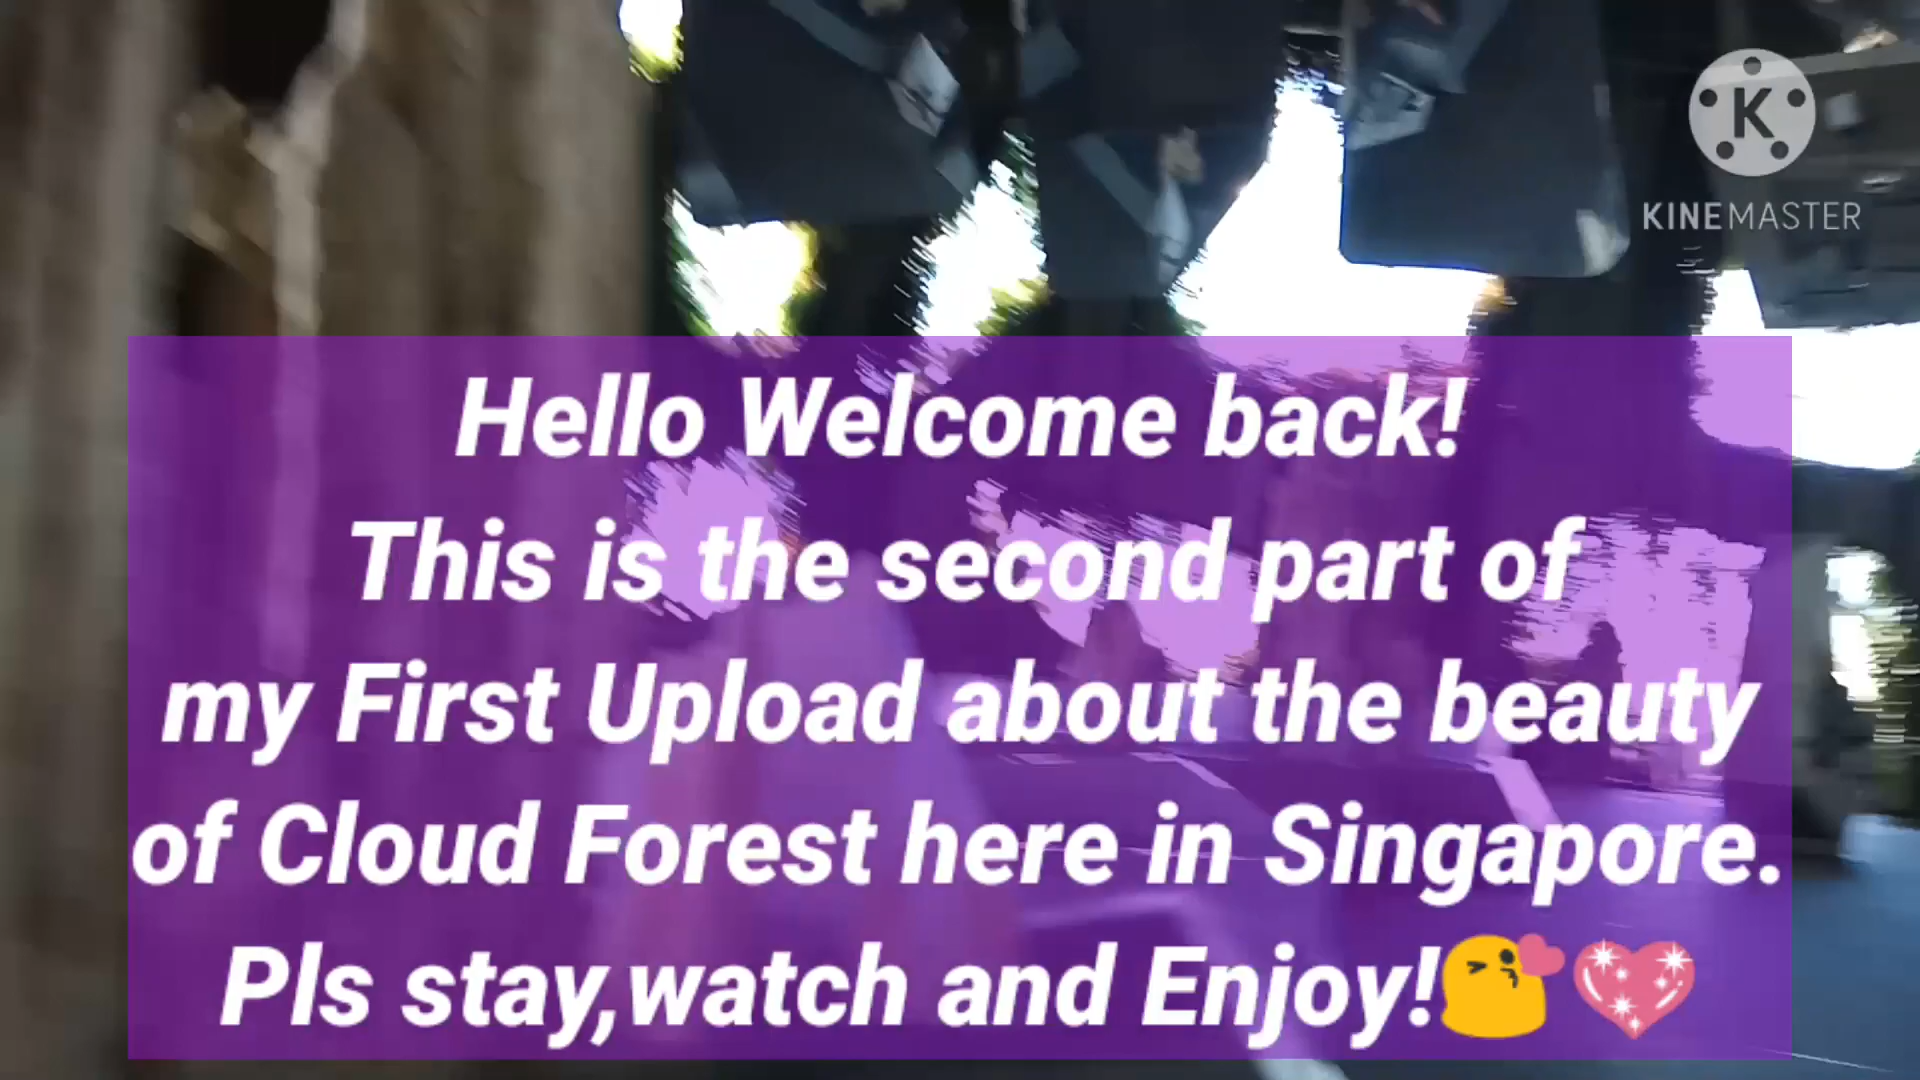 K
KINEMASTER
Hello Welcome back!
This is the second part of
my First Upload about the beauty
of Cloud Forest here in Singapore.
Pls stay,watch and Enjoy!😘💖